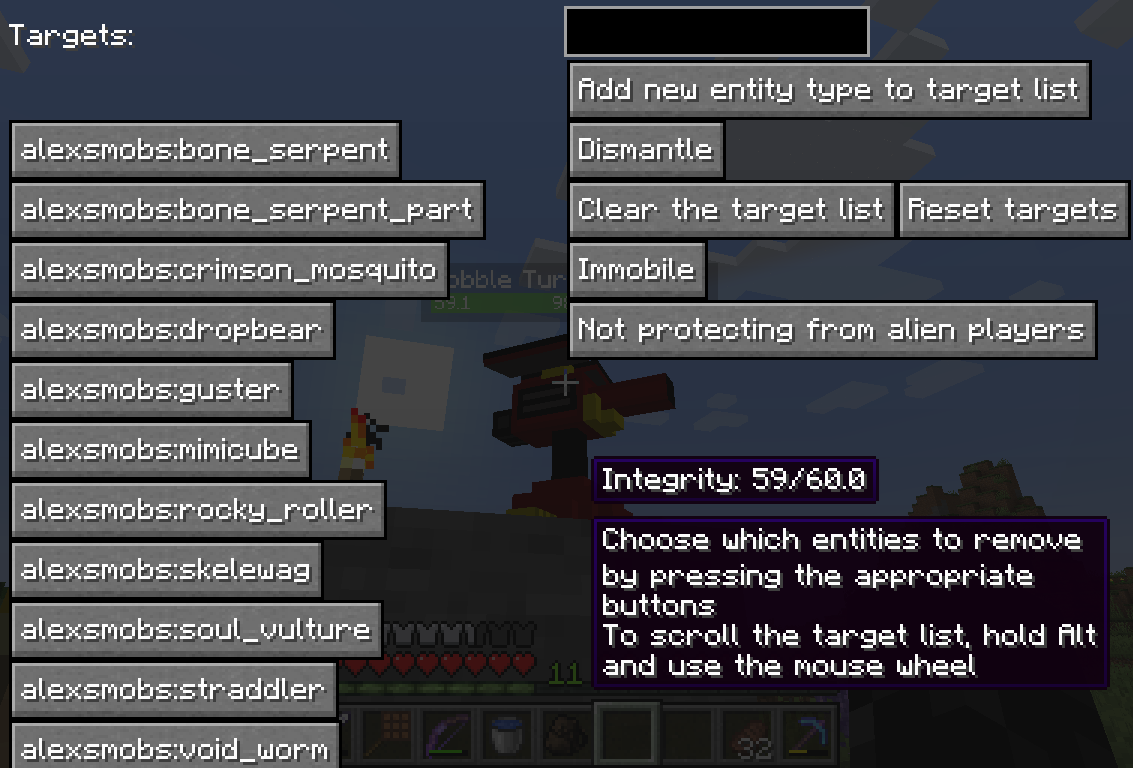 Targets:
Add new entity type to target list
alexsmobs:bone_serpent
Dismantle
alexsmobs:bone_serpent_part
Clear the target list
Reset targets
alexsmobs:crimson_mosquito
Immobile
59.1
alexsmobs:dropbear
Not protecting from alien players
alexsmobs:guster
alexsmobs:mimicube
Integrity: 59/60.0
alexsmobs:rocky_roller
alexsmobs:skelewag
alexsmobs:soul_vulture
alexsmobs:straddler
alexsmobs:void_worm
Choose which entities to remove
by pressing the appropriate
buttons
To scroll the target list, hold Alt
and use the mouse wheel
11
32